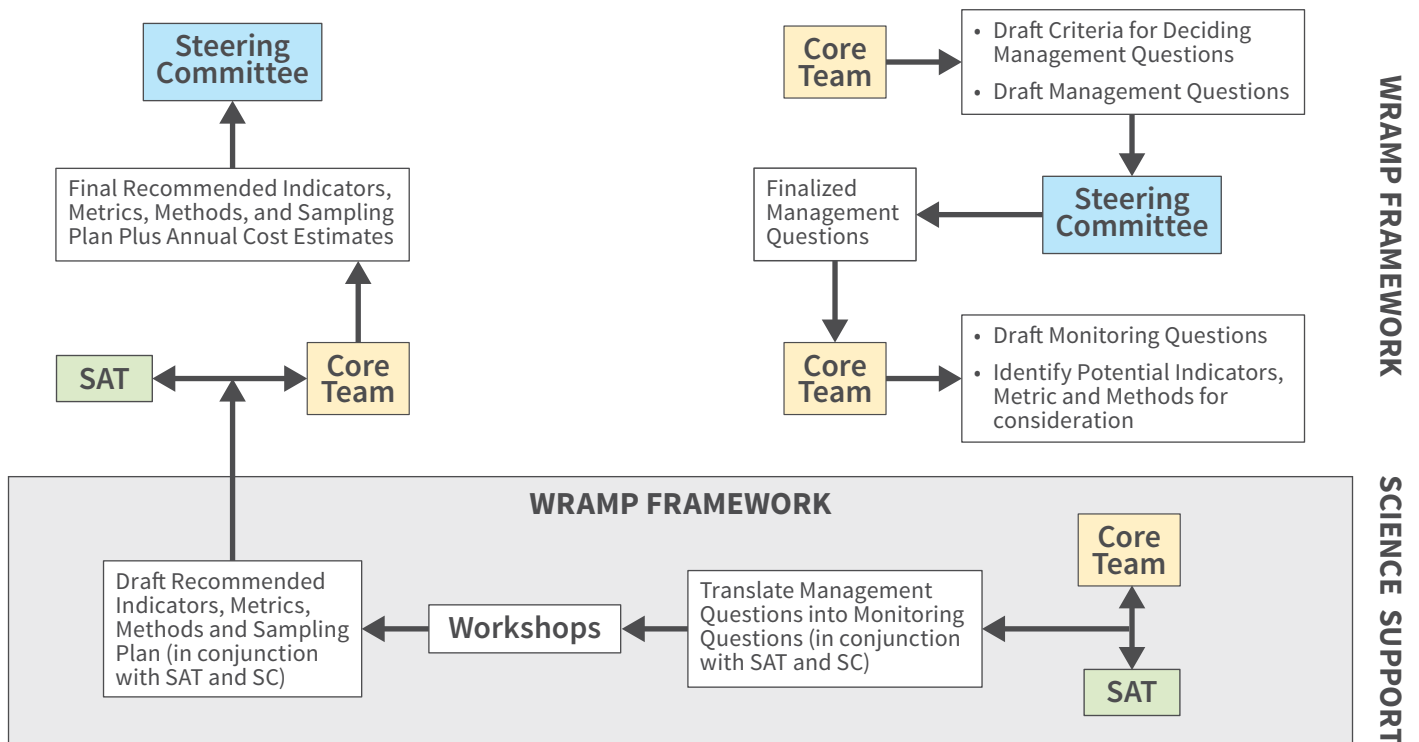 Steering
Committee
Final Recommended Indicators,
Metrics, Methods, and Sampling
Plan Plus Annual Cost Estimates
SAT
Core
Team
Core
Team
• Draft Criteria for Deciding
Management Questions
• Draft Management Questions
Finalized
Management
Questions
Steering
Committee
Core
Team
• Draft Monitoring Questions
• Identify Potential Indicators,
Metric and Methods for
consideration
WRAMP FRAMEWORK
WRAMP FRAMEWORK
Draft Recommended
Indicators, Metrics,
Methods and Sampling
Plan (in conjunction
with SAT and SC)
Workshops
Translate Management
Questions into Monitoring
Questions (in conjunction
with SAT and SC)
Core
Team
SAT
SCIENCE SUPPORT